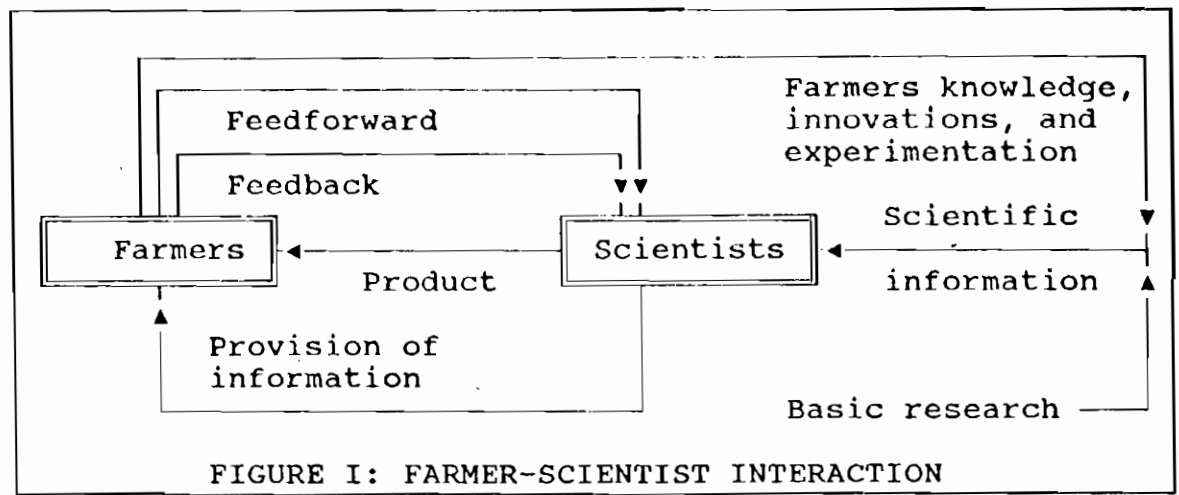 Feedforward
Feedback
Farmers knowledge,
innovations, and
experimentation
Farmers
Product
Scientists
Scientific
information
Provision of
information
Basic research
FIGURE I: FARMER-SCIENTIST INTERACTION